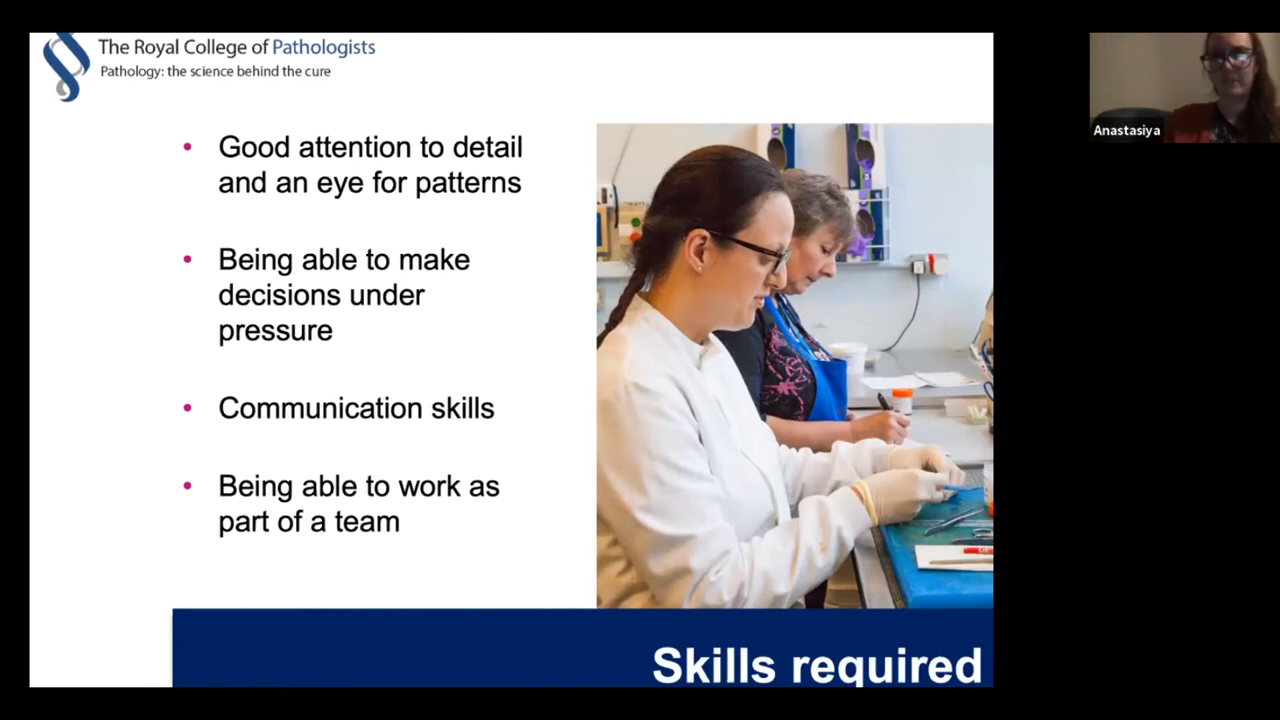 The Royal College of Pathologists
Pathology: the science behind the cure
Anastasiya
• Good attention to detail
and an eye for patterns
• Being able to make
decisions under
pressure
• Communication skills
• Being able to work as
part of a team
Skills required